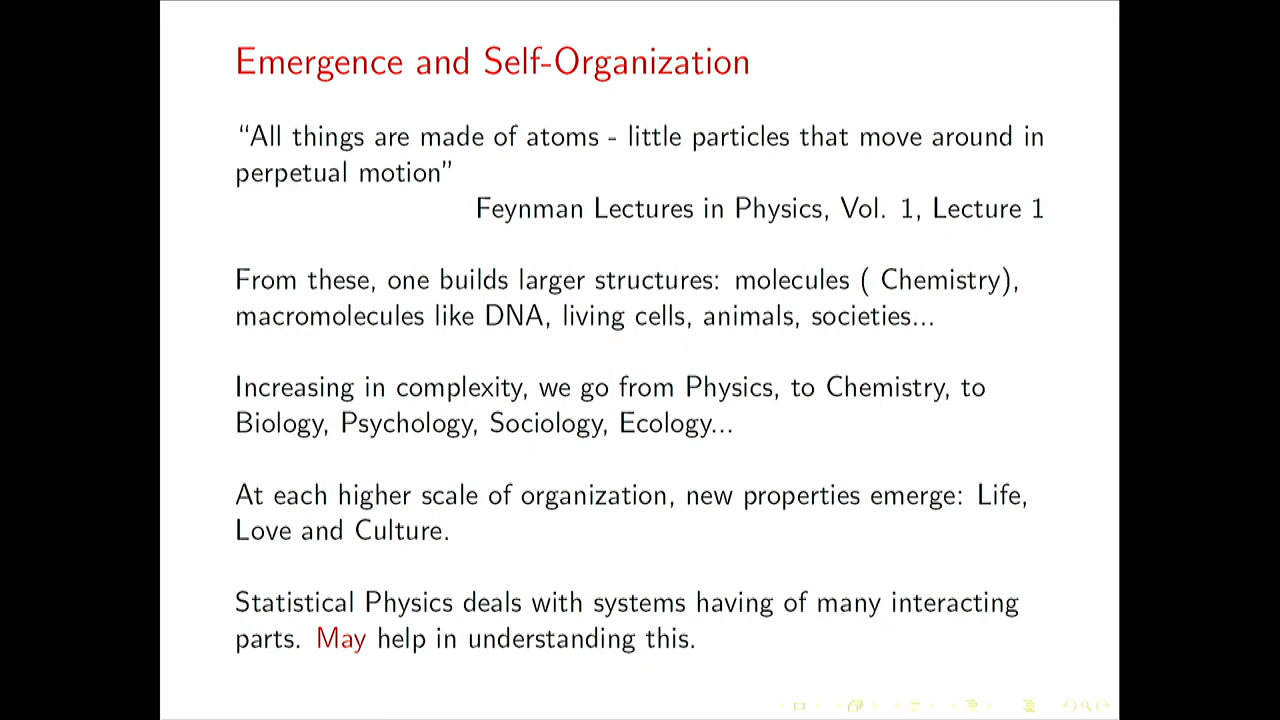 Emergence and Self-Organization
“All things are made of atoms - little particles that move around in
perpetual motion”
Feynman Lectures in Physics, Vol. 1, Lecture 1
From these, one builds larger structures: molecules ( Chemistry),
macromolecules like DNA, living cells, animals, societies...
Increasing in complexity, we go from Physics, to Chemistry, to
Biology, Psychology, Sociology, Ecology...
At each higher scale of organization, new properties emerge: Life,
Love and Culture.
Statistical Physics deals with systems having of many interacting
parts. May help in understanding this.